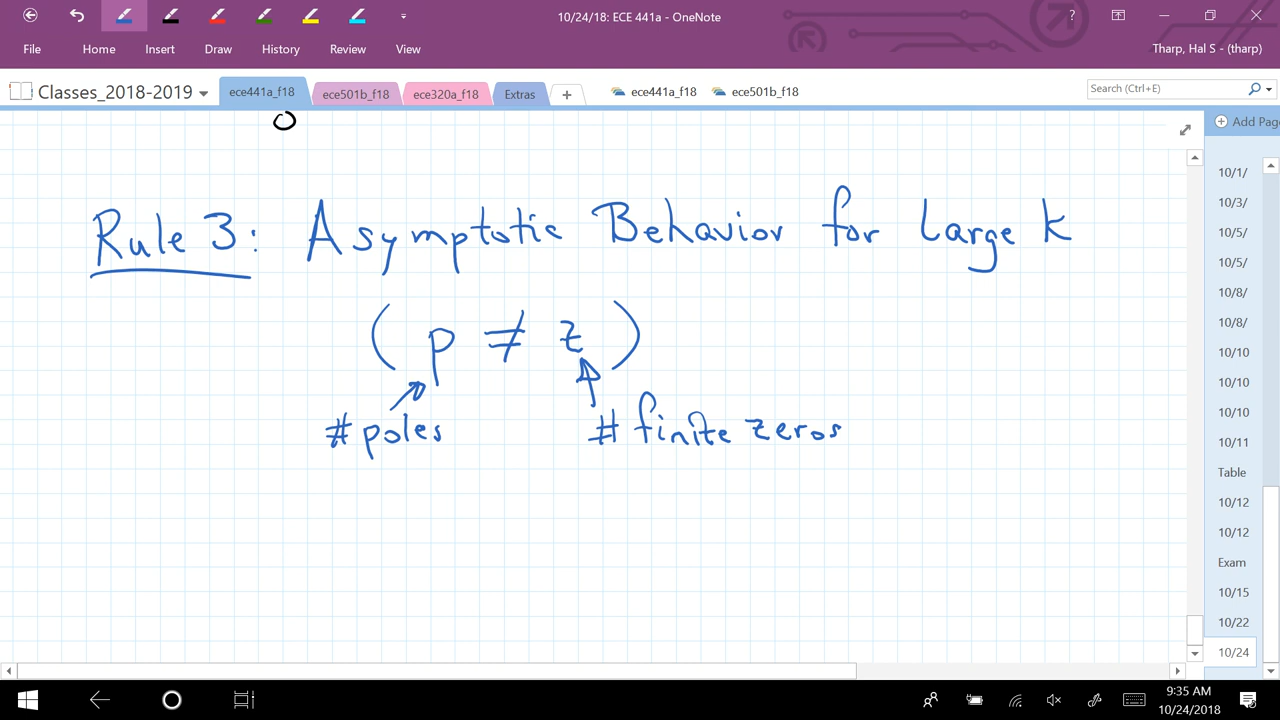 10/24/18: ECE 441a - OneNote
?
File Home Insert Draw History Review View
Tharp, Hal S - (tharp)
Classes_2018-2019 ece441a_f18 ece501b_f18 ece320a_f18 Extras + ece441a_f18 ece501b_f18
Search (Ctrl+E)
Add Pag
Rule 3: Asymptotic Behavior for Large k
( p ≠ z )
# poles # finite zeros
10/1/
10/3/
10/5/
10/5/
10/8/
10/8/
10/10
10/10
10/10
10/11
Table
10/12
10/12
Exam
10/15
10/22
10/24
9:35 AM
10/24/2018